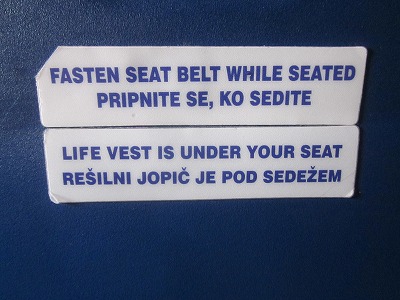 FASTEN SEAT BELT WHILE SEATED
PRIPNITE SE, KO SEDITE
LIFE VEST IS UNDER YOUR SEAT
REŠILNI JOPIČ JE POD SEDEŽEM